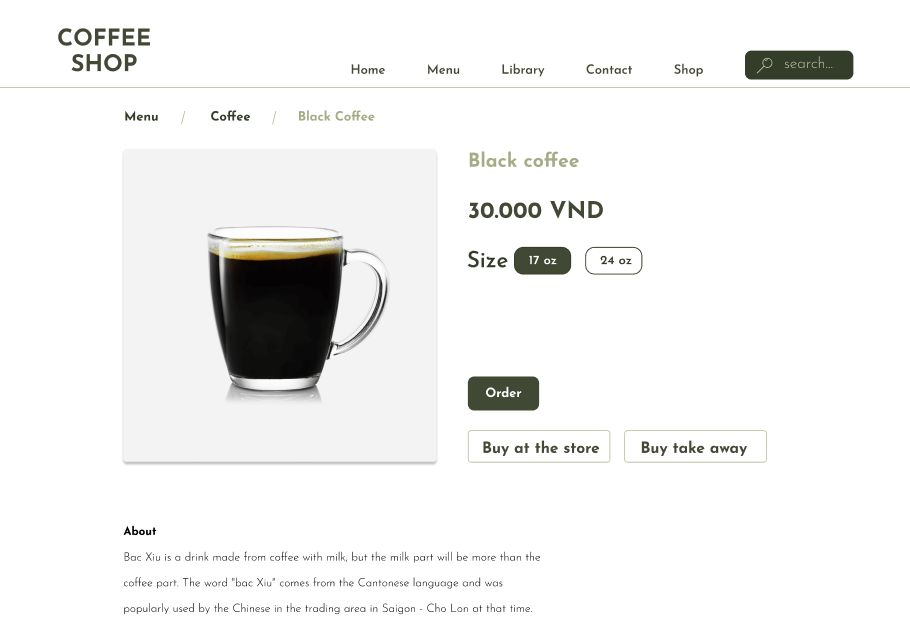 COFFEE
SHOP
Home Menu Library Contact Shop search...
Menu / Coffee / Black Coffee
Black coffee
30.000 VND
Size 17 oz 24 oz
Order
Buy at the store Buy take away
About
Bac Xiu is a drink made from coffee with milk, but the milk part will be more than the
coffee part. The word "bac Xiu" comes from the Cantonese language and was
popularly used by the Chinese in the trading area in Saigon - Cho Lon at that time.